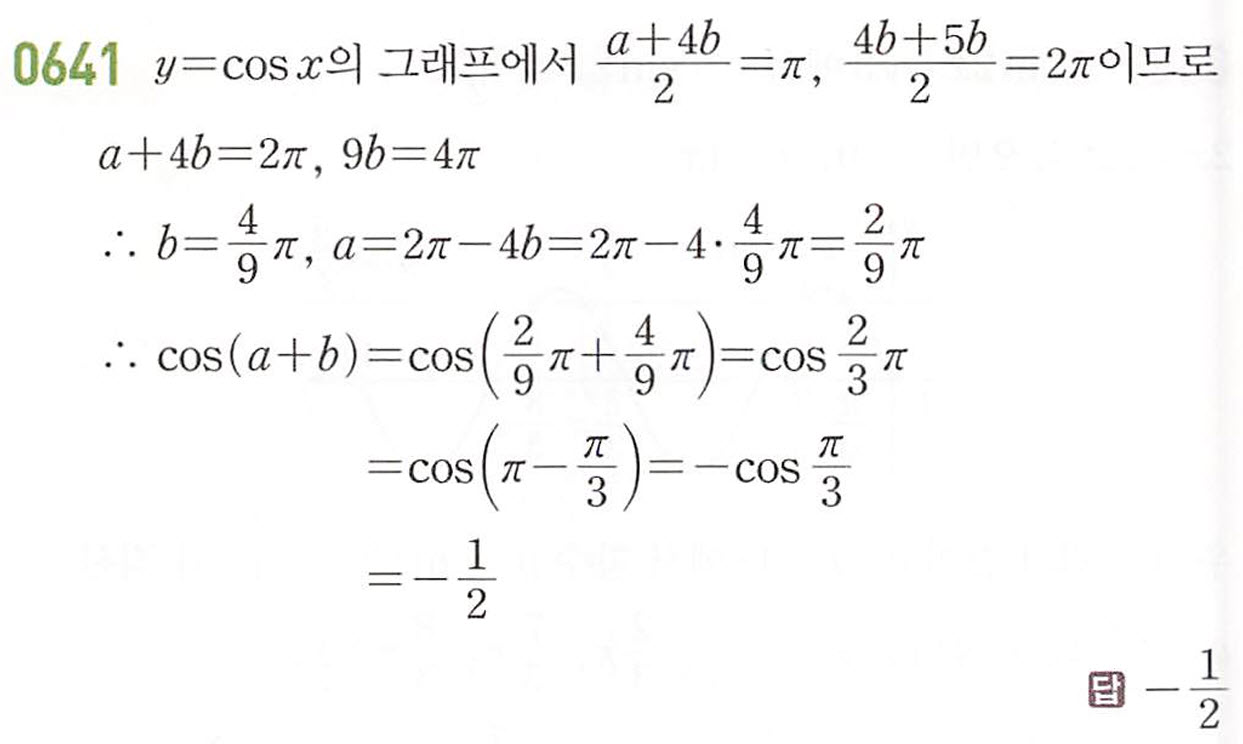 0641 y=cos x의 그래프에서 (a+4b)/2=π, (4b+5b)/2=2π이므로
a+4b=2π, 9b=4π
∴ b=4/9π, a=2π−4b=2π−4·4/9π=2/9π
∴ cos(a+b)=cos(2/9π+4/9π)=cos 2/3π
=cos(π−π/3)=−cos π/3
=−1/2
답 −1/2